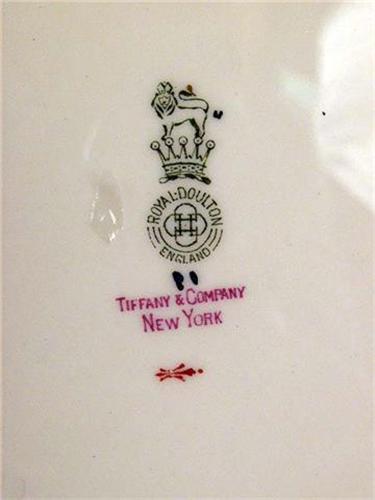 ROYAL·DOULTON
ENGLAND
TIFFANY & COMPANY
NEW YORK